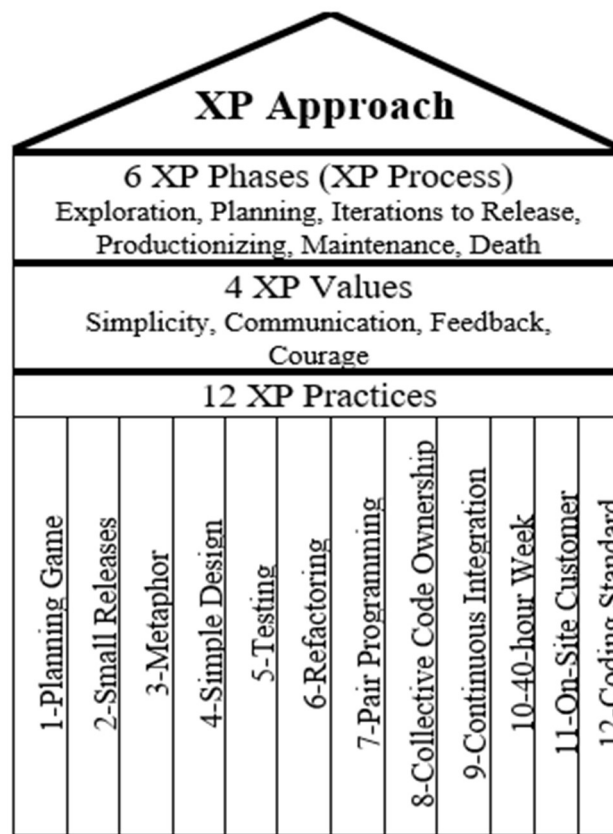 XP Approach
6 XP Phases (XP Process)
Exploration, Planning, Iterations to Release,
Productionizing, Maintenance, Death
4 XP Values
Simplicity, Communication, Feedback,
Courage
12 XP Practices
1-Planning Game
2-Small Releases
3-Metaphor
4-Simple Design
5-Testing
6-Refactoring
7-Pair Programming
8-Collective Code Ownership
9-Continuous Integration
10-40-hour Week
11-On-Site Customer
12-Coding Standard